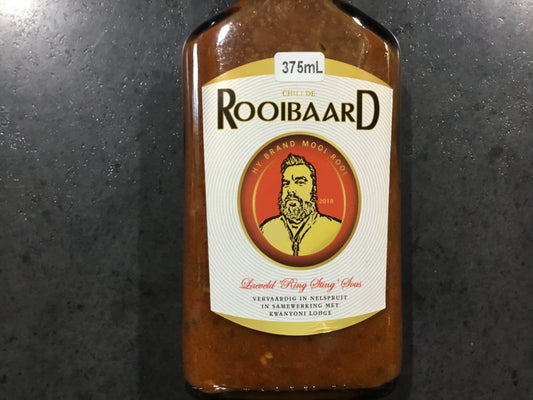 375mL
CHILI DE
ROOIBAARD
HY BRAND MOOI ROOI
2018
Laeveld 'Ring Sting' Sous
VERVAARDIG IN NELSPRUIT
IN SAMEWERKING MET
KWANYONI LODGE